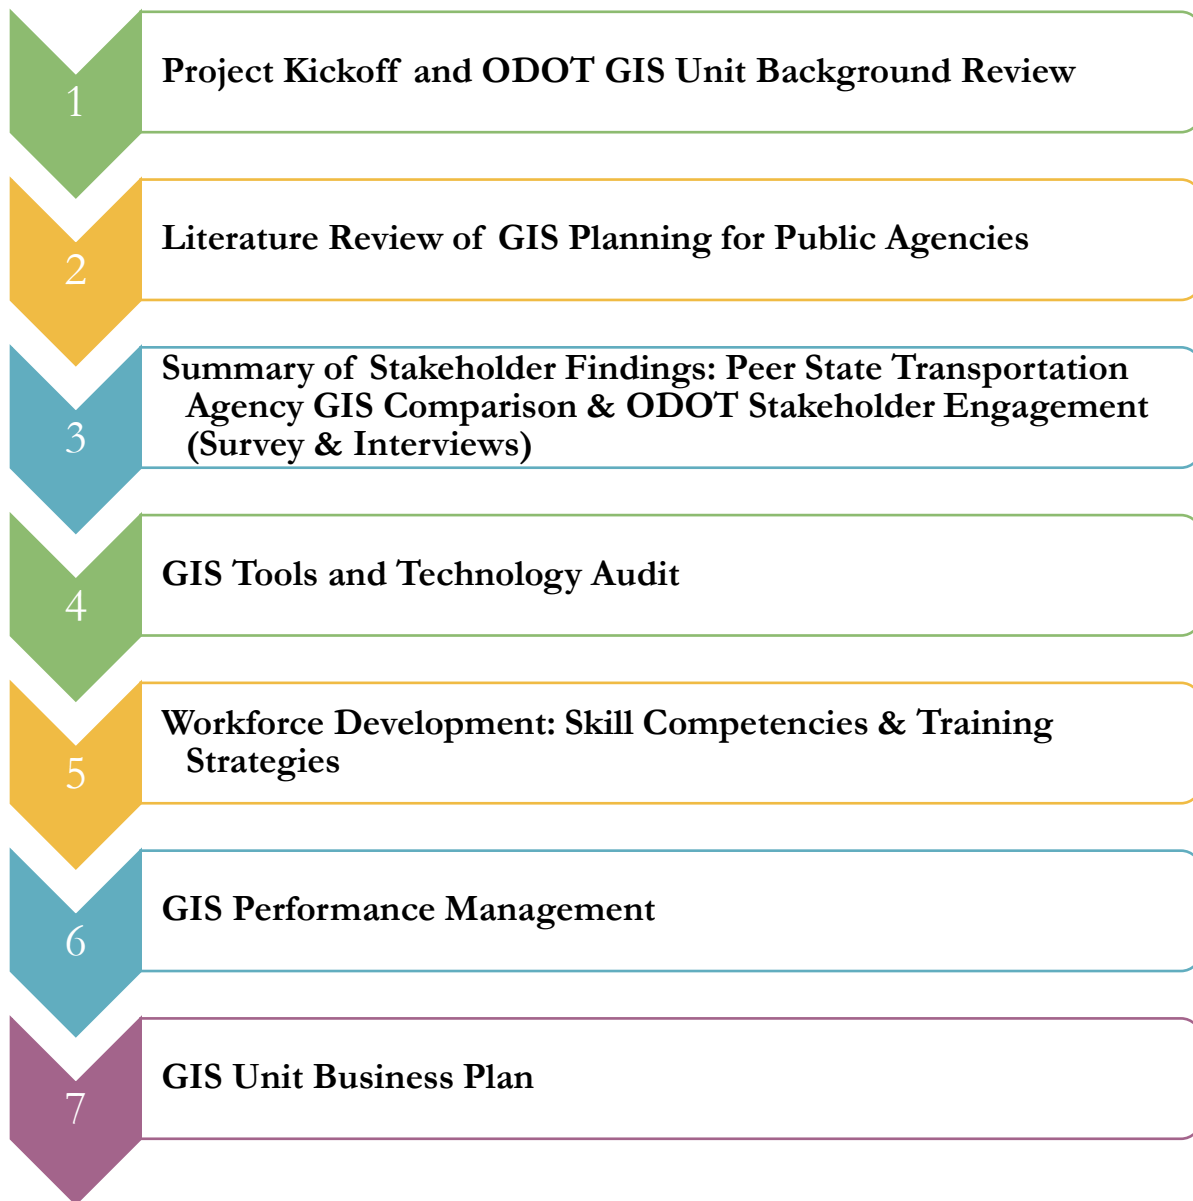 1
Project Kickoff and ODOT GIS Unit Background Review
2
Literature Review of GIS Planning for Public Agencies
3
Summary of Stakeholder Findings: Peer State Transportation
Agency GIS Comparison & ODOT Stakeholder Engagement
(Survey & Interviews)
4
GIS Tools and Technology Audit
5
Workforce Development: Skill Competencies & Training
Strategies
6
GIS Performance Management
7
GIS Unit Business Plan